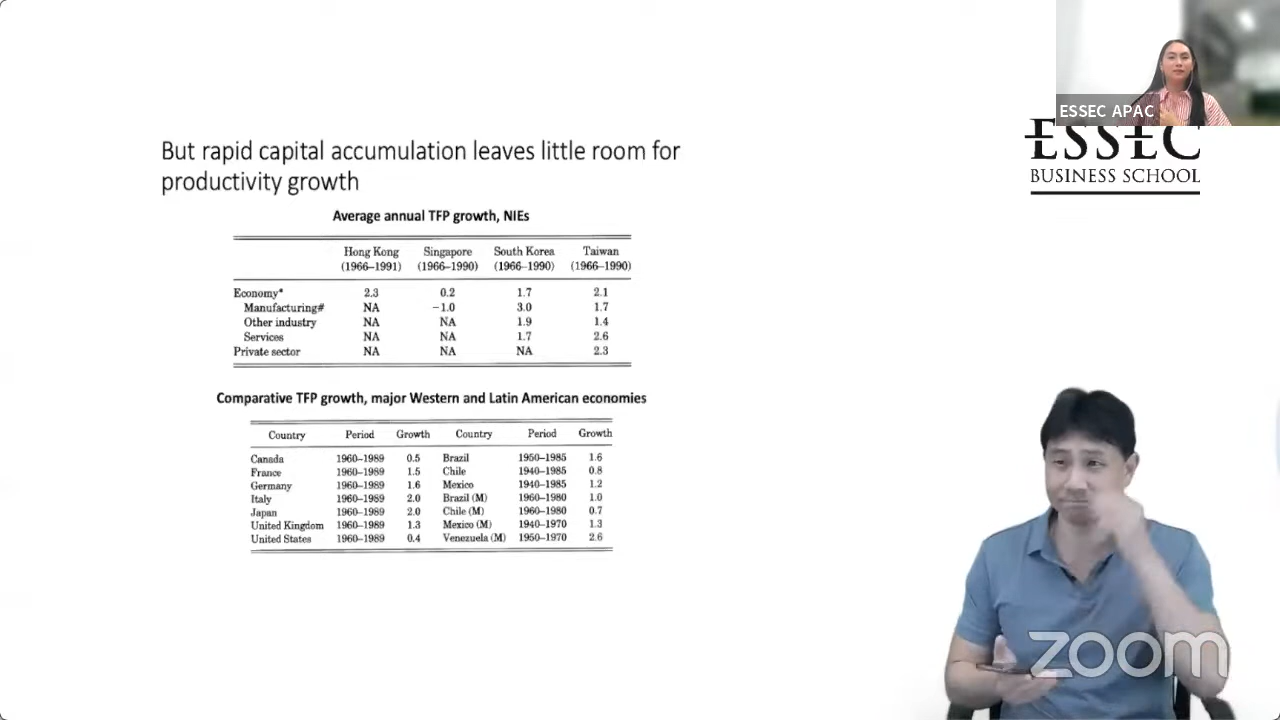 ESSEC APAC
ESSEC
BUSINESS SCHOOL
But rapid capital accumulation leaves little room for
productivity growth
Average annual TFP growth, NIEs
Hong Kong Singapore South Korea Taiwan
(1966–1991) (1966–1990) (1966–1990) (1966–1990)
Economy* 2.3 0.2 1.7 2.1
Manufacturing# NA −1.0 3.0 1.7
Other industry NA NA 1.9 1.4
Services NA NA 1.7 2.6
Private sector NA NA NA 2.3
Comparative TFP growth, major Western and Latin American economies
Country Period Growth Country Period Growth
Canada 1960–1989 0.5 Brazil 1950–1985 1.6
France 1960–1989 1.5 Chile 1940–1985 0.8
Germany 1960–1989 1.6 Mexico 1940–1985 1.2
Italy 1960–1989 2.0 Brazil (M) 1960–1980 1.0
Japan 1960–1989 2.0 Chile (M) 1960–1980 0.7
United Kingdom 1960–1989 1.3 Mexico (M) 1940–1970 1.3
United States 1960–1989 0.4 Venezuela (M) 1950–1970 2.6
zoom